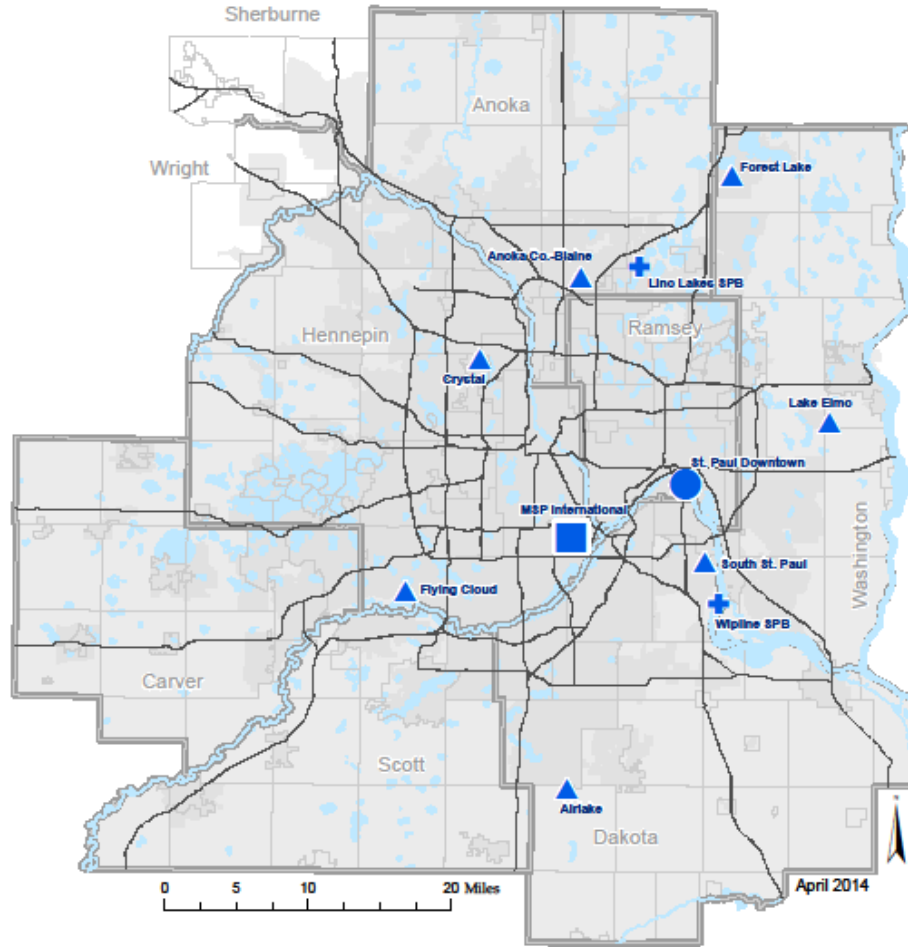 Sherburne
Anoka
Wright
Forest Lake
Anoka Co.-Blaine
Lino Lakes SPB
Hennepin
Ramsey
Crystal
Lake Elmo
St. Paul Downtown
MSP International
South St. Paul
Washington
Flying Cloud
Wipline SPB
Carver
Scott
Airlake
Dakota
0 5 10 20 Miles
April 2014